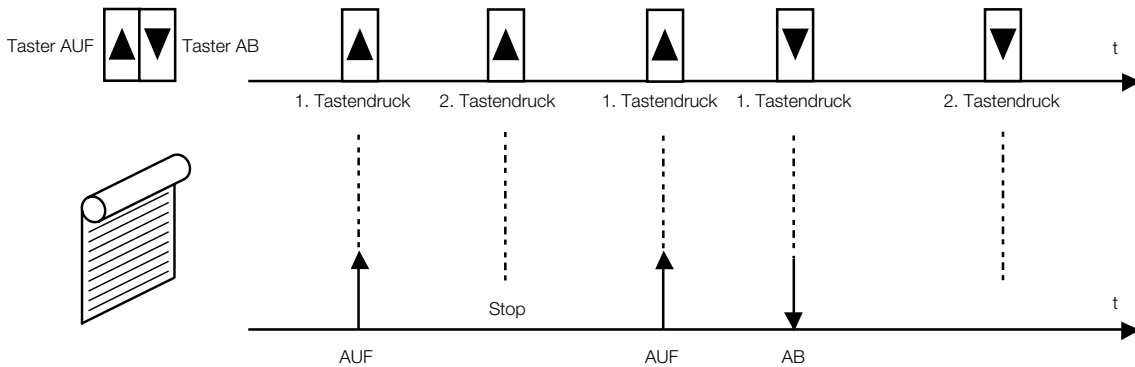 Taster AUF Taster AB
t
1. Tastendruck 2. Tastendruck 1. Tastendruck 1. Tastendruck 2. Tastendruck
Stop
t
AUF AUF AB